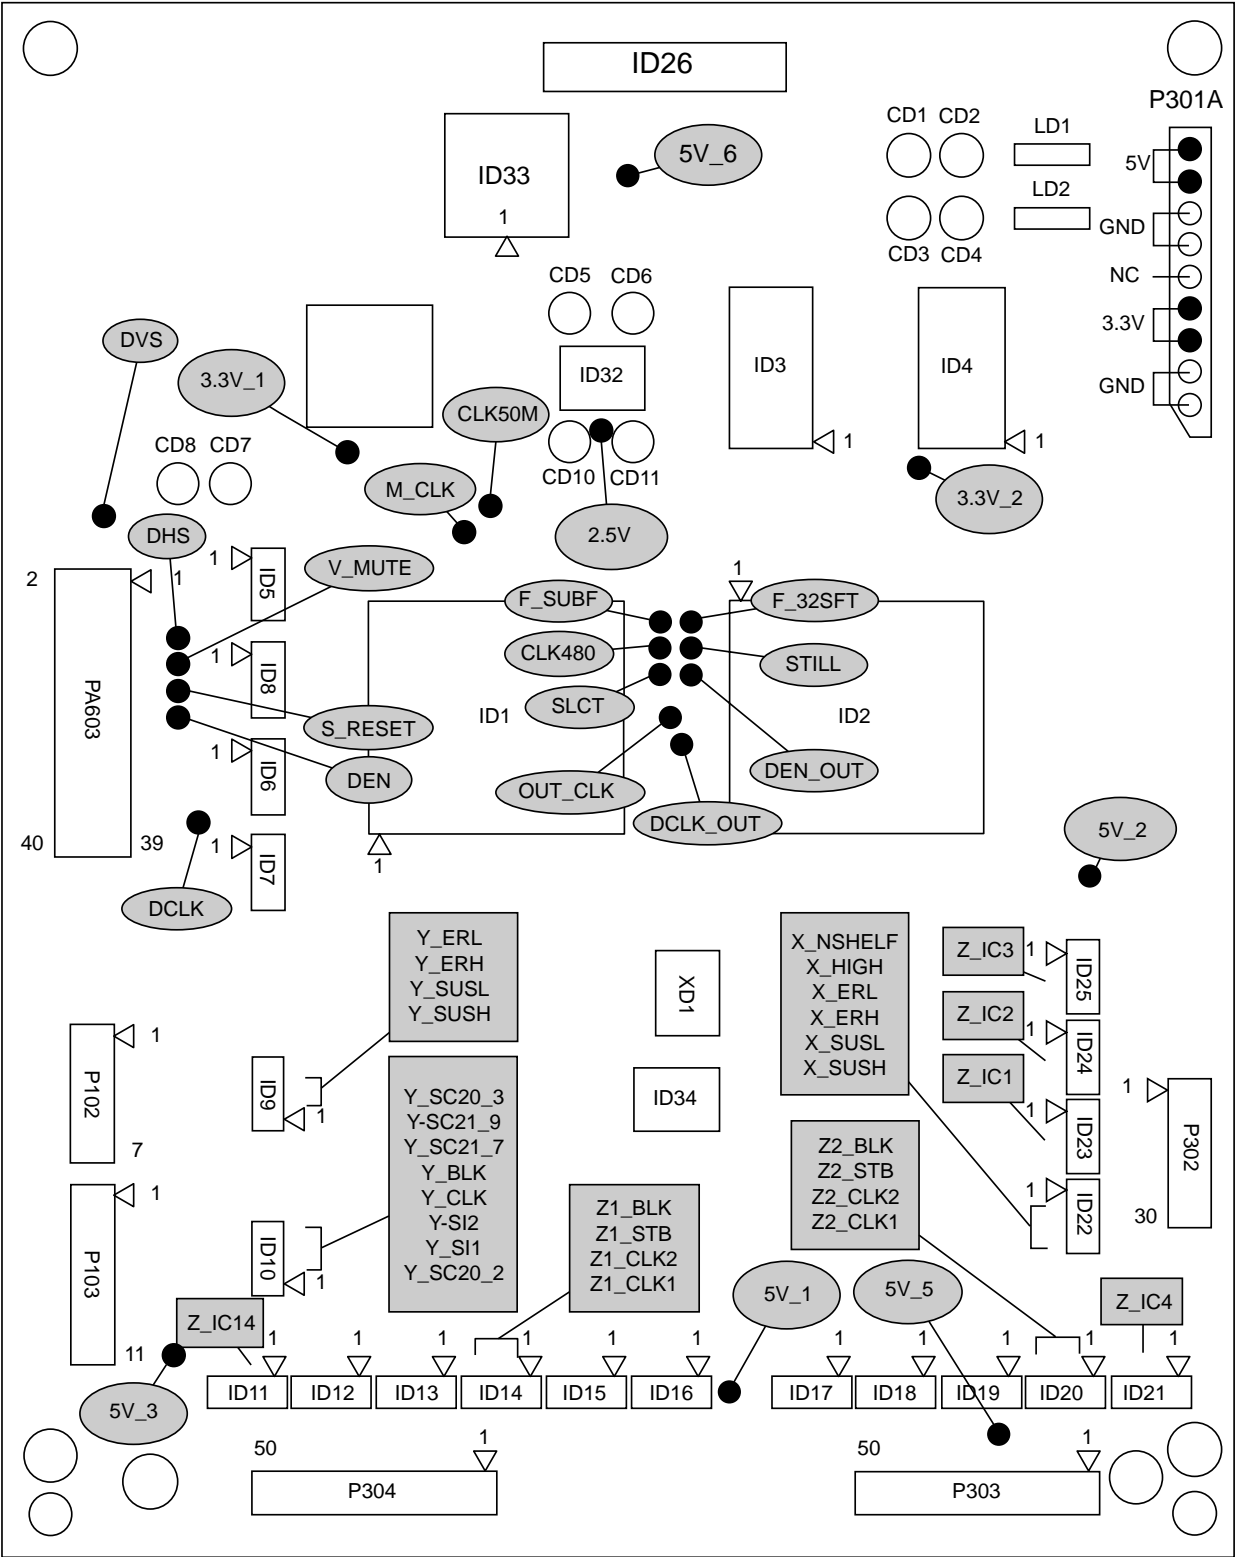 ID26
P301A
CD1 CD2
LD1
5V_6
5V
ID33
1
LD2
GND
CD3 CD4
NC
CD5 CD6
3.3V
DVS
ID32
ID3
ID4
3.3V_1
GND
CLK50M
CD8 CD7
1
1
CD10 CD11
M_CLK
3.3V_2
DHS
2.5V
2
1
1
ID5
V_MUTE
1
F_SUBF
F_32SFT
CLK480
STILL
1
ID8
PA603
SLCT
ID1
ID2
S_RESET
1
ID6
DEN
DEN_OUT
OUT_CLK
DCLK_OUT
5V_2
40
39
1
ID7
1
DCLK
Y_ERL
Y_ERH
Y_SUSL
Y_SUSH
X_NSHELF
X_HIGH
X_ERL
X_ERH
X_SUSL
X_SUSH
Z_IC3
1
ID25
XD1
Z_IC2
1
ID24
1
P102
7
ID9
1
Z_IC1
1
ID23
ID34
1
P302
30
Y_SC20_3
Y-SC21_9
Y_SC21_7
Y_BLK
Y_CLK
Y-SI2
Y_SI1
Y_SC20_2
Z2_BLK
Z2_STB
Z2_CLK2
Z2_CLK1
1
ID22
1
P103
11
ID10
1
Z1_BLK
Z1_STB
Z1_CLK2
Z1_CLK1
5V_1
5V_5
Z_IC4
Z_IC14
1
1
1
1
1
1
1
1
1
1
1
ID11
ID12
ID13
ID14
ID15
ID16
ID17
ID18
ID19
ID20
ID21
5V_3
50
1
P304
50
1
P303